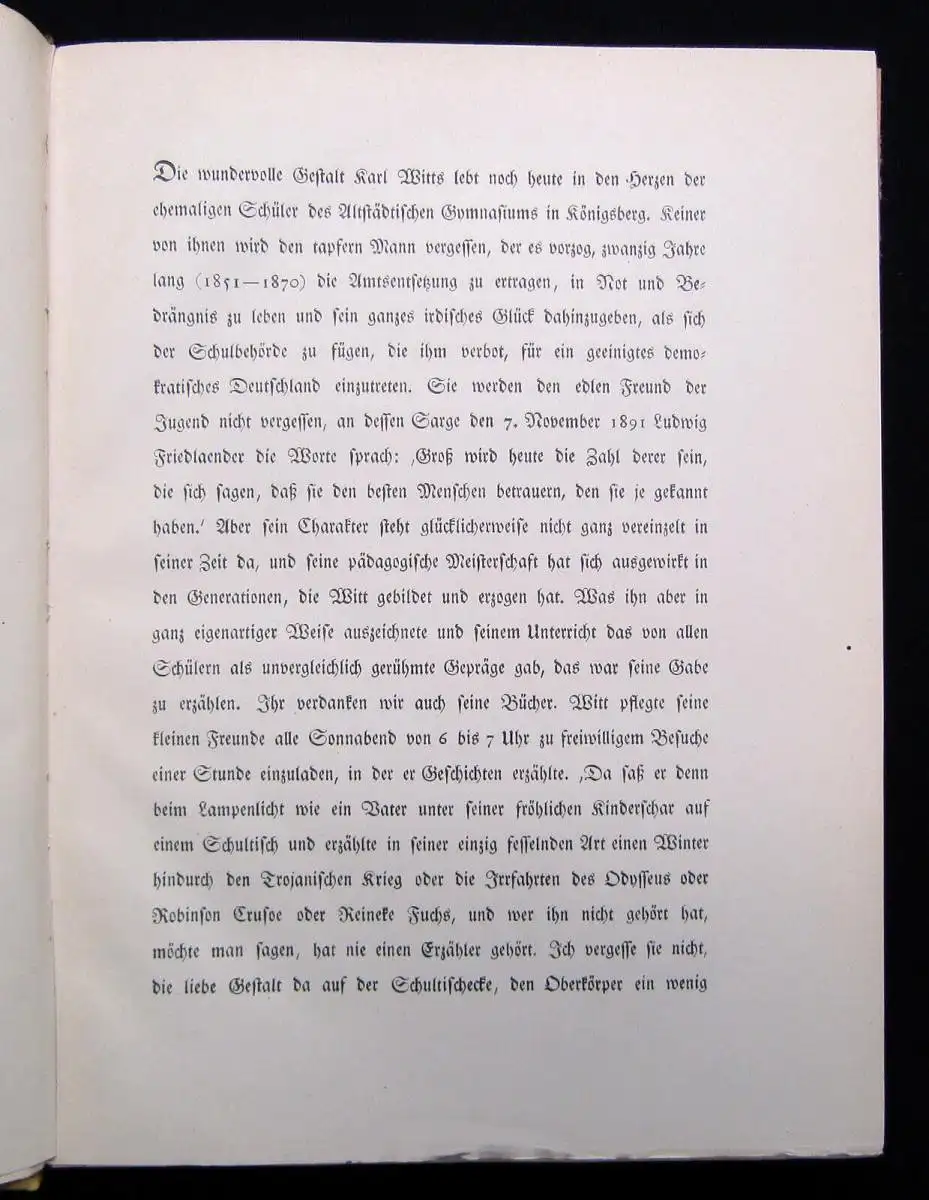 Die wundervolle Gestalt Karl Witts lebt noch heute in den Herzen der
ehemaligen Schüler des Altstädtischen Gymnasiums in Königsberg. Keiner
von ihnen wird den tapfern Mann vergessen, der es vorzog, zwanzig Jahre
lang (1851—1870) die Amtsentsetzung zu ertragen, in Not und Be-
drängnis zu leben und sein ganzes irdisches Glück dahinzugeben, als sich
der Schulbehörde zu fügen, die ihm verbot, für ein geeinigtes demo-
kratisches Deutschland einzutreten. Sie werden den edlen Freund der
Jugend nicht vergessen, an dessen Sarge den 7. November 1891 Ludwig
Friedlaender die Worte sprach: ‚Groß wird heute die Zahl derer sein,
die sich sagen, daß sie den besten Menschen betrauern, den sie je gekannt
haben.‘ Aber sein Charakter steht glücklicherweise nicht ganz vereinzelt in
seiner Zeit da, und seine pädagogische Meisterschaft hat sich ausgewirkt in
den Generationen, die Witt gebildet und erzogen hat. Was ihn aber in
ganz eigenartiger Weise auszeichnete und seinem Unterricht das von allen
Schülern als unvergleichlich gerühmte Gepräge gab, das war seine Gabe
zu erzählen. Ihr verdanken wir auch seine Bücher. Witt pflegte seine
kleinen Freunde alle Sonnabend von 6 bis 7 Uhr zu freiwilligem Besuche
einer Stunde einzuladen, in der er Geschichten erzählte. ‚Da saß er denn
beim Lampenlicht wie ein Vater unter seiner fröhlichen Kinderschar auf
einem Schultisch und erzählte in seiner einzig fesselnden Art einen Winter
hindurch den Trojanischen Krieg oder die Irrfahrten des Odysseus oder
Robinson Crusoe oder Reineke Fuchs, und wer ihn nicht gehört hat,
möchte man sagen, hat nie einen Erzähler gehört. Ich vergesse sie nicht,
die liebe Gestalt da auf der Schultischecke, den Oberkörper ein wenig